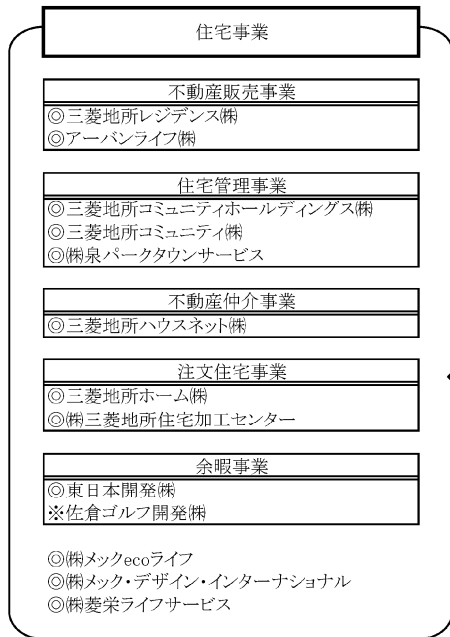 住宅事業
不動産販売事業
◎三菱地所レジデンス㈱
◎アーバンライフ㈱
住宅管理事業
◎三菱地所コミュニティホールディングス㈱
◎三菱地所コミュニティ㈱
◎㈱泉パークタウンサービス
不動産仲介事業
◎三菱地所ハウスネット㈱
注文住宅事業
◎三菱地所ホーム㈱
◎㈱三菱地所住宅加工センター
余暇事業
◎東日本開発㈱
※佐倉ゴルフ開発㈱
◎㈱メックecoライフ
◎㈱メック・デザイン・インターナショナル
◎㈱菱栄ライフサービス